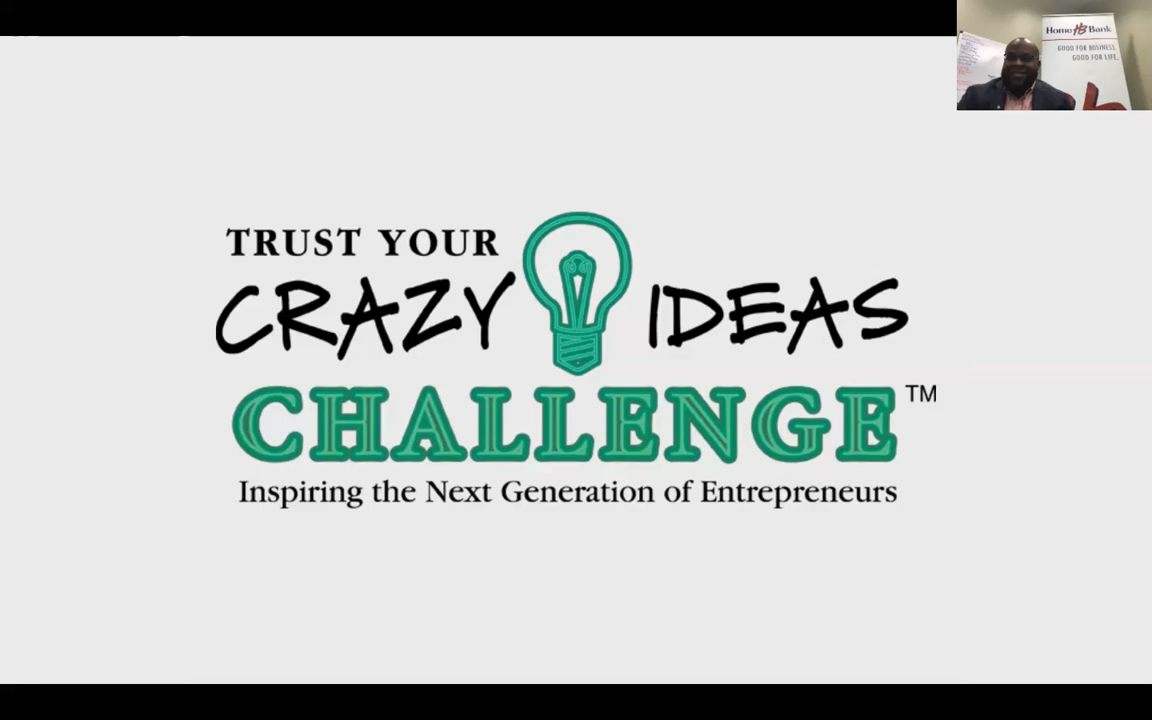 TRUST YOUR
CRAZY IDEAS
CHALLENGE™
Inspiring the Next Generation of Entrepreneurs
Home HB Bank
GOOD FOR BUSINESS.
GOOD FOR LIFE.